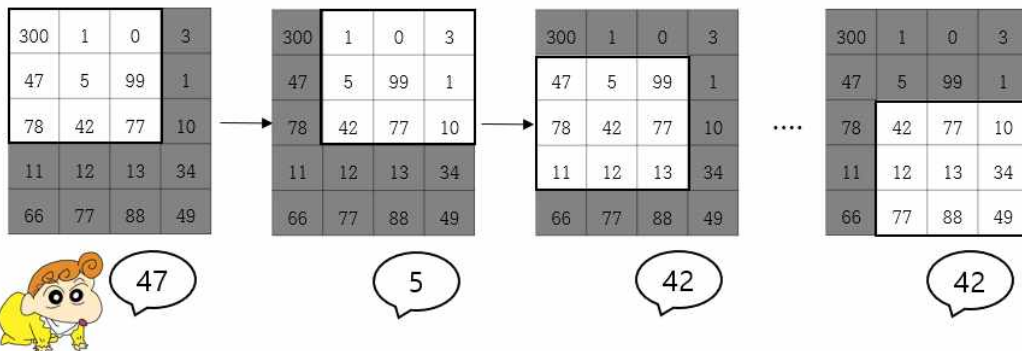 300 1 0 3 300 1 0 3 300 1 0 3 300 1 0 3
47 5 99 1 47 5 99 1 47 5 99 1 47 5 99 1
78 42 77 10 78 42 77 10 78 42 77 10 .... 78 42 77 10
11 12 13 34 11 12 13 34 11 12 13 34 11 12 13 34
66 77 88 49 66 77 88 49 66 77 88 49 66 77 88 49
47 5 42 42